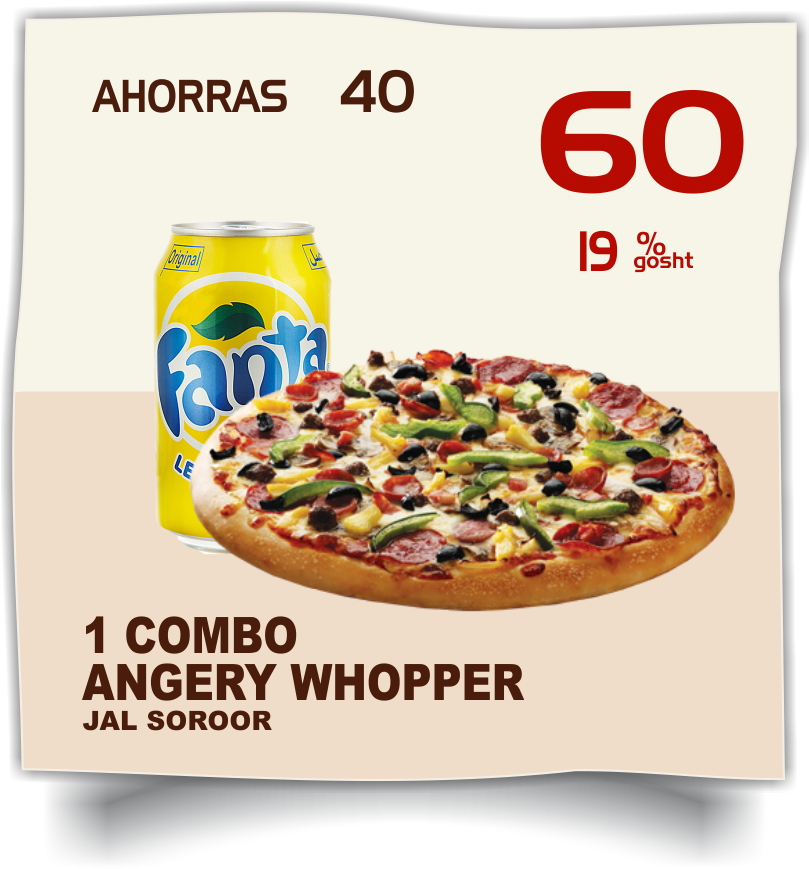 AHORRAS 40
60
19 % gosht
Original
Fanta
LE
1 COMBO
ANGERY WHOPPER
JAL SOROOR